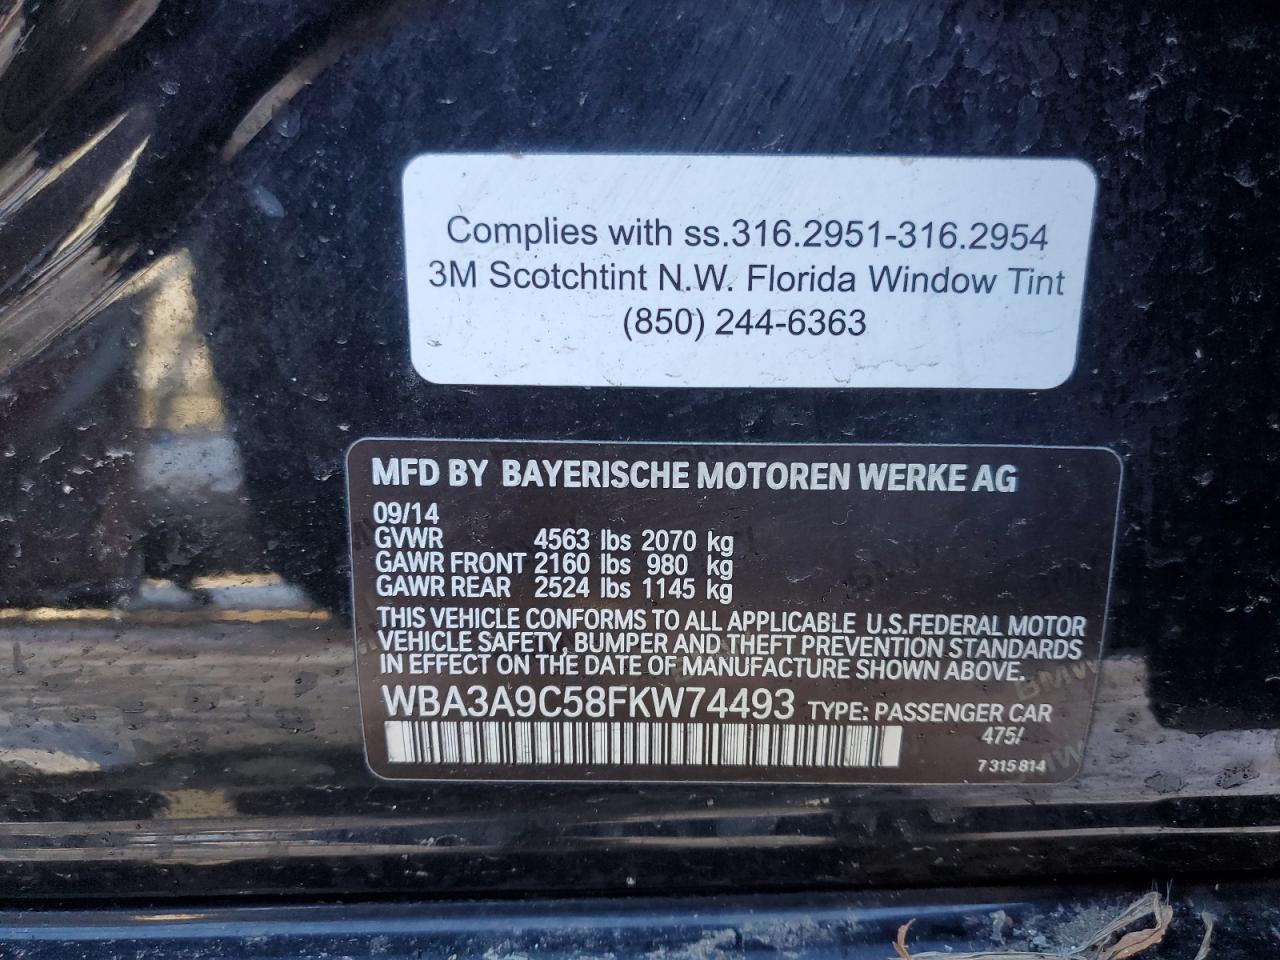 Complies with ss.316.2951-316.2954
3M Scotchtint N.W. Florida Window Tint
(850) 244-6363
MFD BY BAYERISCHE MOTOREN WERKE AG
09/14
GVWR 4563 lbs 2070 kg
GAWR FRONT 2160 lbs 980 kg
GAWR REAR 2524 lbs 1145 kg
THIS VEHICLE CONFORMS TO ALL APPLICABLE U.S.FEDERAL MOTOR
VEHICLE SAFETY, BUMPER AND THEFT PREVENTION STANDARDS
IN EFFECT ON THE DATE OF MANUFACTURE SHOWN ABOVE.
WBA3A9C58FKW74493 TYPE: PASSENGER CAR
475/
7 315 814